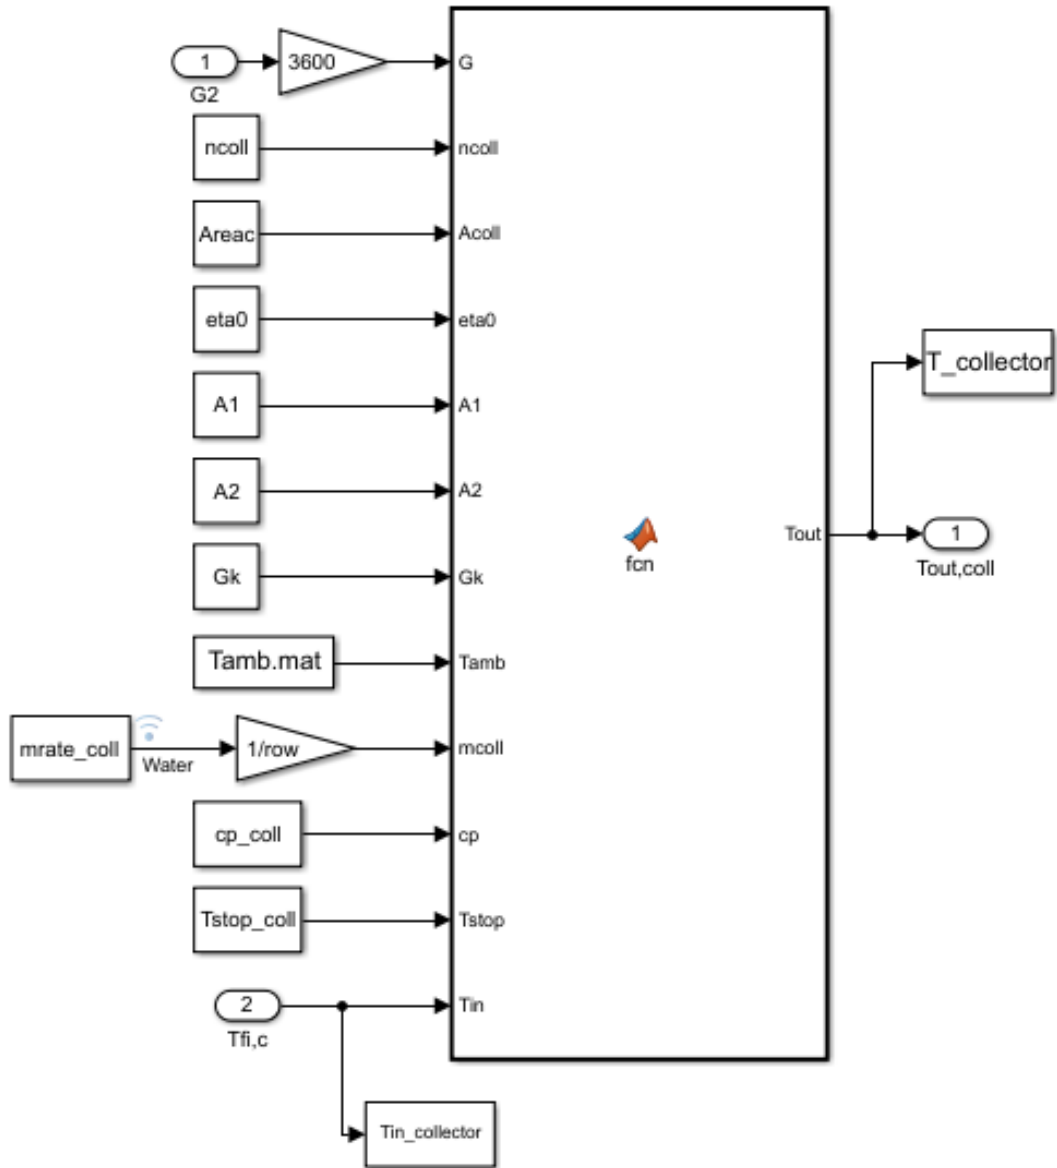 1
G2
3600
G
ncoll
ncoll
Areac
Acoll
eta0
eta0
A1
A1
A2
A2
Gk
Gk
Tamb.mat
Tamb
mrate_coll
Water
1/row
mcoll
cp_coll
cp
Tstop_coll
Tstop
2
Tfi,c
Tin
Tin_collector
fcn
Tout
T_collector
1
Tout,coll